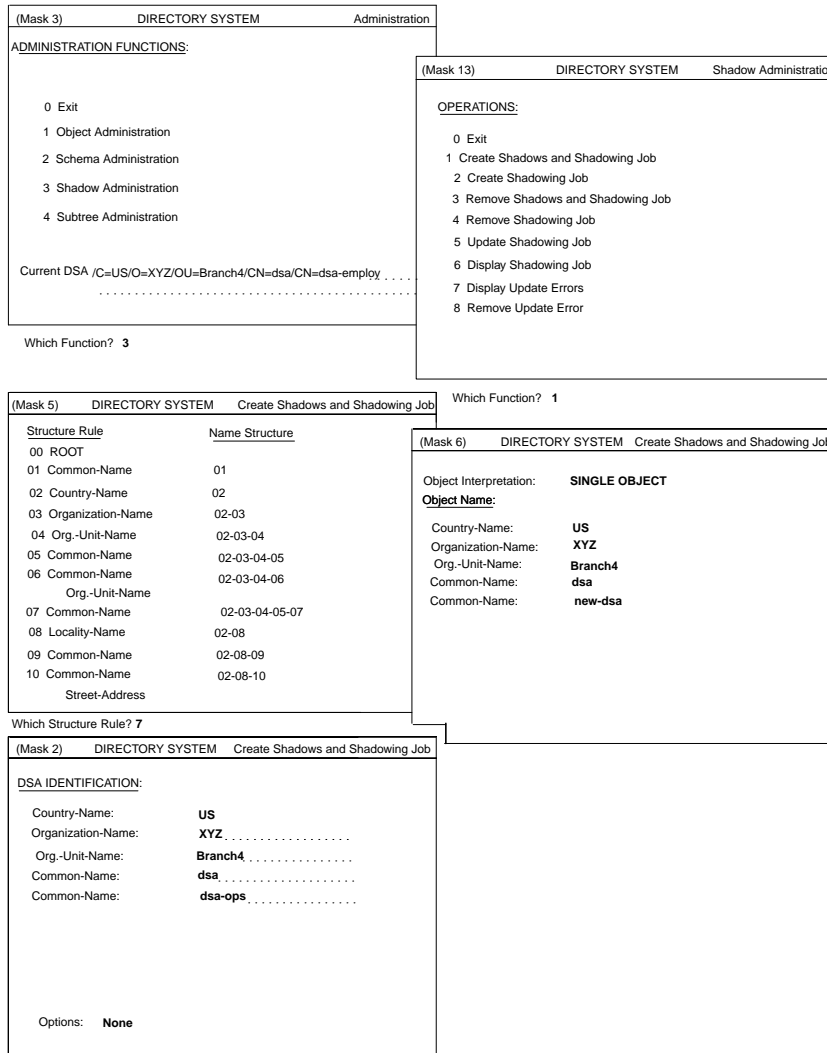 (Mask 3) DIRECTORY SYSTEM Administration
ADMINISTRATION FUNCTIONS:
0 Exit
1 Object Administration
2 Schema Administration
3 Shadow Administration
4 Subtree Administration
Current DSA /C=US/O=XYZ/OU=Branch4/CN=dsa/CN=dsa-employ
Which Function? 3
(Mask 13) DIRECTORY SYSTEM Shadow Administratio
OPERATIONS:
0 Exit
1 Create Shadows and Shadowing Job
2 Create Shadowing Job
3 Remove Shadows and Shadowing Job
4 Remove Shadowing Job
5 Update Shadowing Job
6 Display Shadowing Job
7 Display Update Errors
8 Remove Update Error
Which Function? 1
(Mask 5) DIRECTORY SYSTEM Create Shadows and Shadowing Job
Structure Rule Name Structure
00 ROOT
01 Common-Name 01
02 Country-Name 02
03 Organization-Name 02-03
04 Org.-Unit-Name 02-03-04
05 Common-Name 02-03-04-05
06 Common-Name 02-03-04-06
Org.-Unit-Name
07 Common-Name 02-03-04-05-07
08 Locality-Name 02-08
09 Common-Name 02-08-09
10 Common-Name 02-08-10
Street-Address
Which Structure Rule? 7
(Mask 6) DIRECTORY SYSTEM Create Shadows and Shadowing Job
Object Interpretation: SINGLE OBJECT
Object Name:
Country-Name: US
Organization-Name: XYZ
Org.-Unit-Name: Branch4
Common-Name: dsa
Common-Name: new-dsa
(Mask 2) DIRECTORY SYSTEM Create Shadows and Shadowing Job
DSA IDENTIFICATION:
Country-Name: US
Organization-Name: XYZ
Org.-Unit-Name: Branch4
Common-Name: dsa
Common-Name: dsa-ops
Options: None